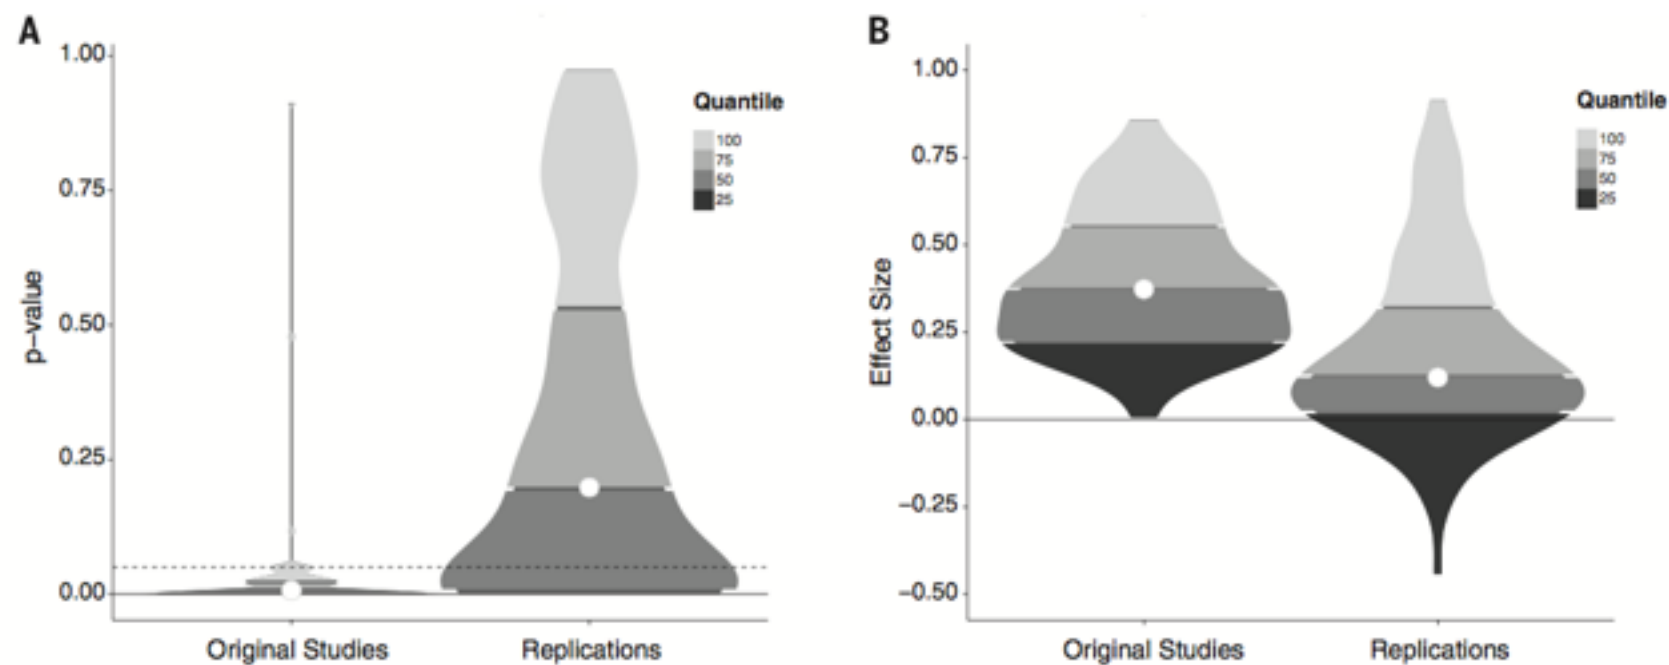 A
p-value
1.00
0.75
0.50
0.25
0.00
Original Studies
Replications
Quantile
100
75
50
25
B
Effect Size
1.00
0.75
0.50
0.25
0.00
−0.25
−0.50
Original Studies
Replications
Quantile
100
75
50
25